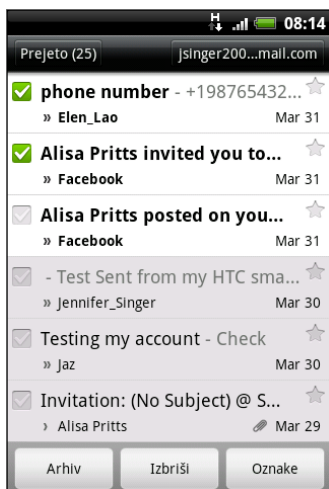 H 08:14
Prejeto (25) jsinger200...mail.com
phone number - +198765432...
» Elen_Lao Mar 31
Alisa Pritts invited you to...
» Facebook Mar 31
Alisa Pritts posted on you...
» Facebook Mar 31
- Test Sent from my HTC sma...
» Jennifer_Singer Mar 30
Testing my account - Check
» Jaz Mar 30
Invitation: (No Subject) @ S...
› Alisa Pritts Mar 29
Arhiv Izbriši Oznake